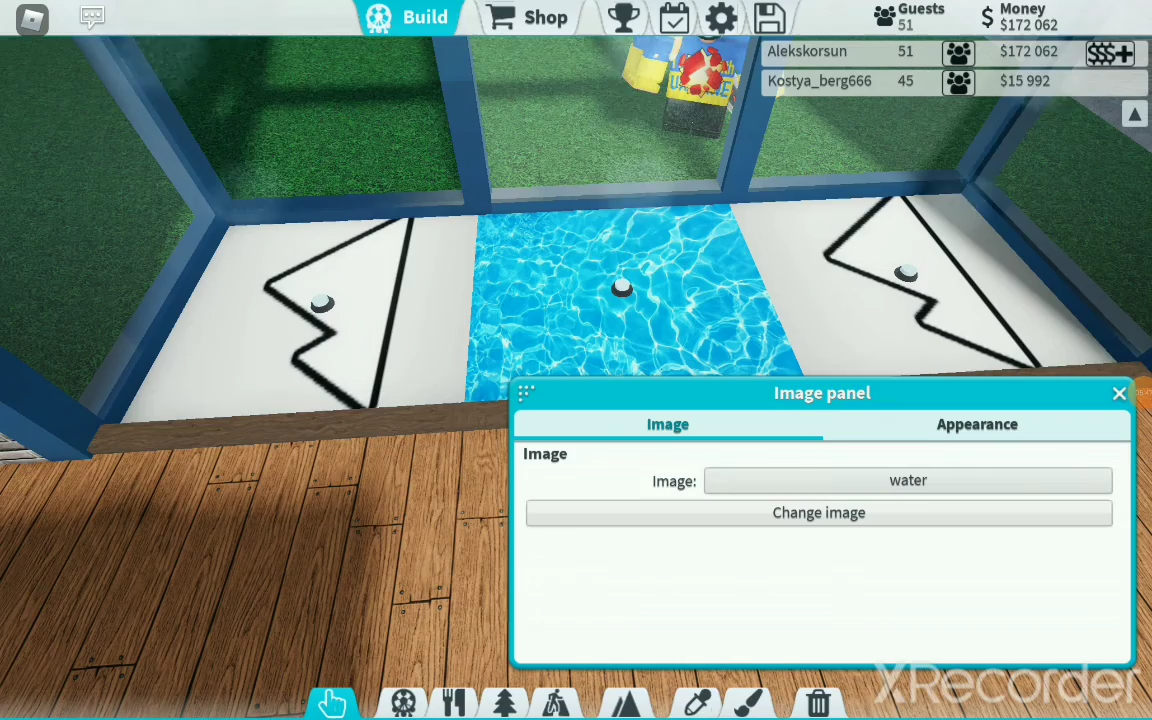 Build
Shop
Guests
51
$ Money
$172 062
Alekskorsun 51 $172 062 $$$+
Kostya_berg666 45 $15 992
Image panel
Image Appearance
Image
Image: water
Change image
XRecorder